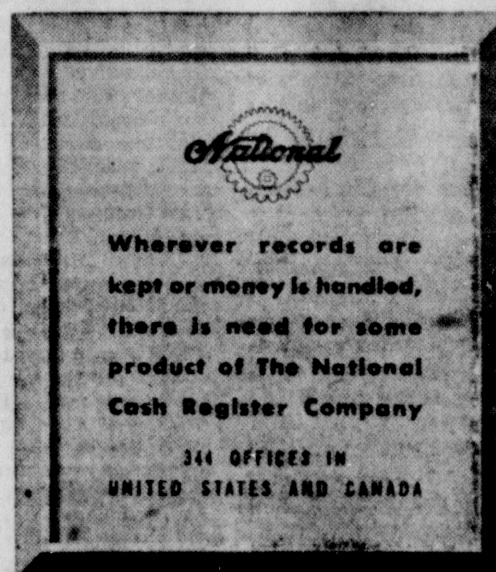 National
Wherever records are
kept or money is handled,
there is need for some
product of The National
Cash Register Company
344 OFFICES IN
UNITED STATES AND CANADA